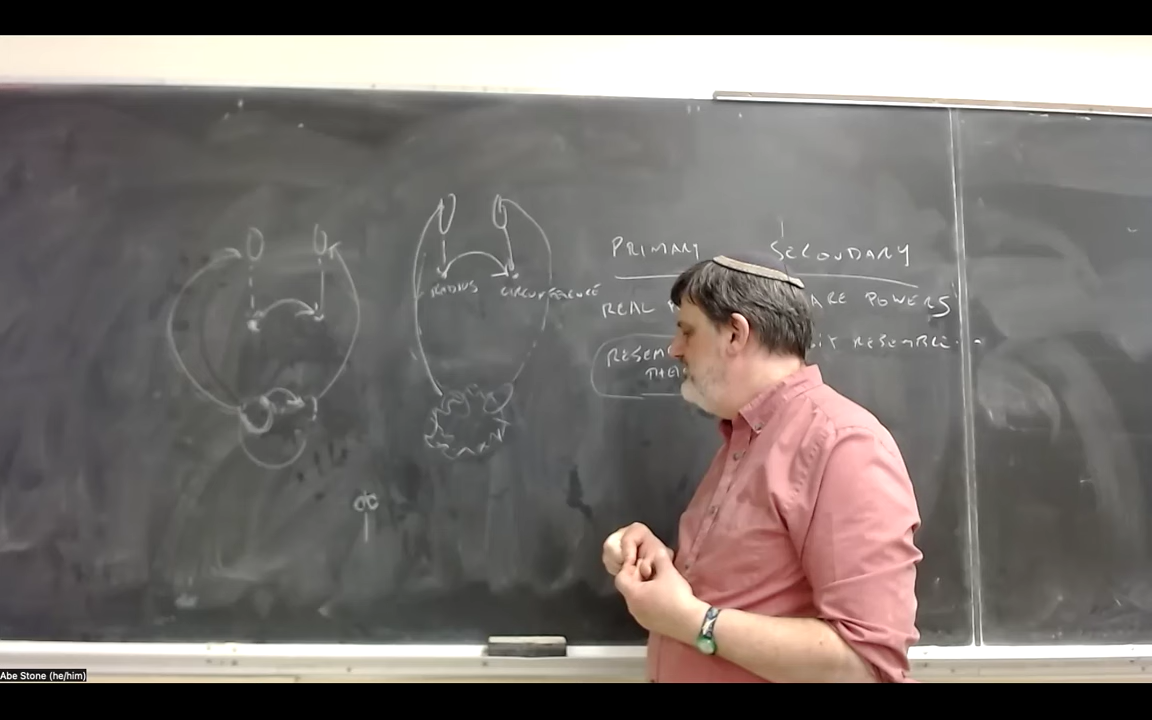 PRIMARY SECONDARY
REAL ARE POWERS
RADIUS CIRCUMFERENCE
RESEMBLE...
Abe Stone (he/him)